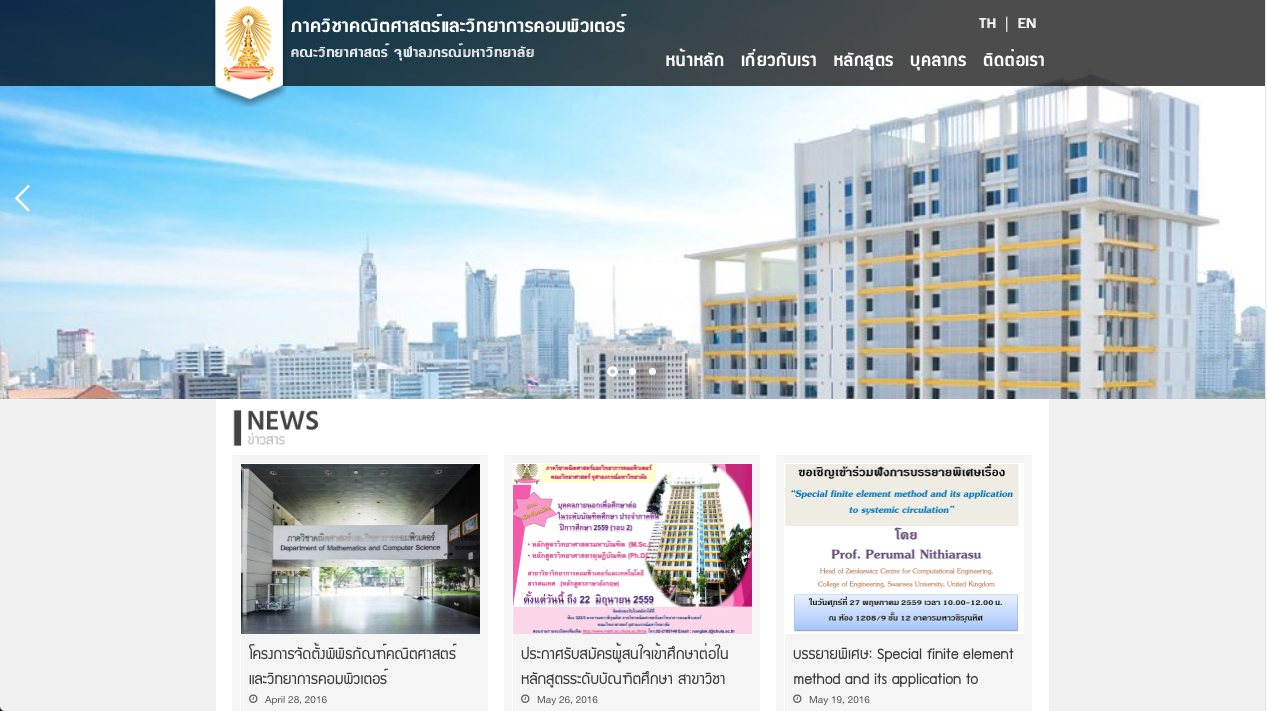 ภาควิชาคณิตศาสตร์และวิทยาการคอมพิวเตอร์
คณะวิทยาศาสตร์ จุฬาลงกรณ์มหาวิทยาลัย
TH | EN
หน้าหลัก เกี่ยวกับเรา หลักสูตร บุคลากร ติดต่อเรา
NEWS
ข่าวสาร
ภาควิชาคณิตศาสตร์และวิทยาการคอมพิวเตอร์
Department of Mathematics and Computer Science
โครงการจัดตั้งพิพิธภัณฑ์คณิตศาสตร์
และวิทยาการคอมพิวเตอร์
April 28, 2016
ภาควิชาคณิตศาสตร์และวิทยาการคอมพิวเตอร์
คณะวิทยาศาสตร์ จุฬาลงกรณ์มหาวิทยาลัย
บุคคลภายนอกเพื่อศึกษาต่อ
ในระดับบัณฑิตศึกษา ประจำภาคต้น
ปีการศึกษา 2559 (รอบ 2)
• หลักสูตรวิทยาศาสตรมหาบัณฑิต (M.Sc.)
• หลักสูตรวิทยาศาสตรดุษฎีบัณฑิต (Ph.D)
สาขาวิชาวิทยาการคอมพิวเตอร์และเทคโนโลยี
สารสนเทศ (หลักสูตรภาษาอังกฤษ)
ตั้งแต่วันนี้ ถึง 22 มิถุนายน 2559
ประกาศรับสมัครผู้สนใจเข้าศึกษาต่อใน
หลักสูตรระดับบัณฑิตศึกษา สาขาวิชา
May 26, 2016
ขอเชิญเข้าร่วมฟังการบรรยายพิเศษเรื่อง
"Special finite element method and its application
to systemic circulation"
โดย
Prof. Perumal Nithiarasu
Head of Zienkiewicz Centre for Computational Engineering,
College of Engineering, Swansea University, United Kingdom
ในวันศุกร์ที่ 27 พฤษภาคม 2559 เวลา 10.00-12.00 น.
ณ ห้อง 1208/9 ชั้น 12 อาคารมหาวชิรุณหิศ
บรรยายพิเศษ: Special finite element
method and its application to
May 19, 2016